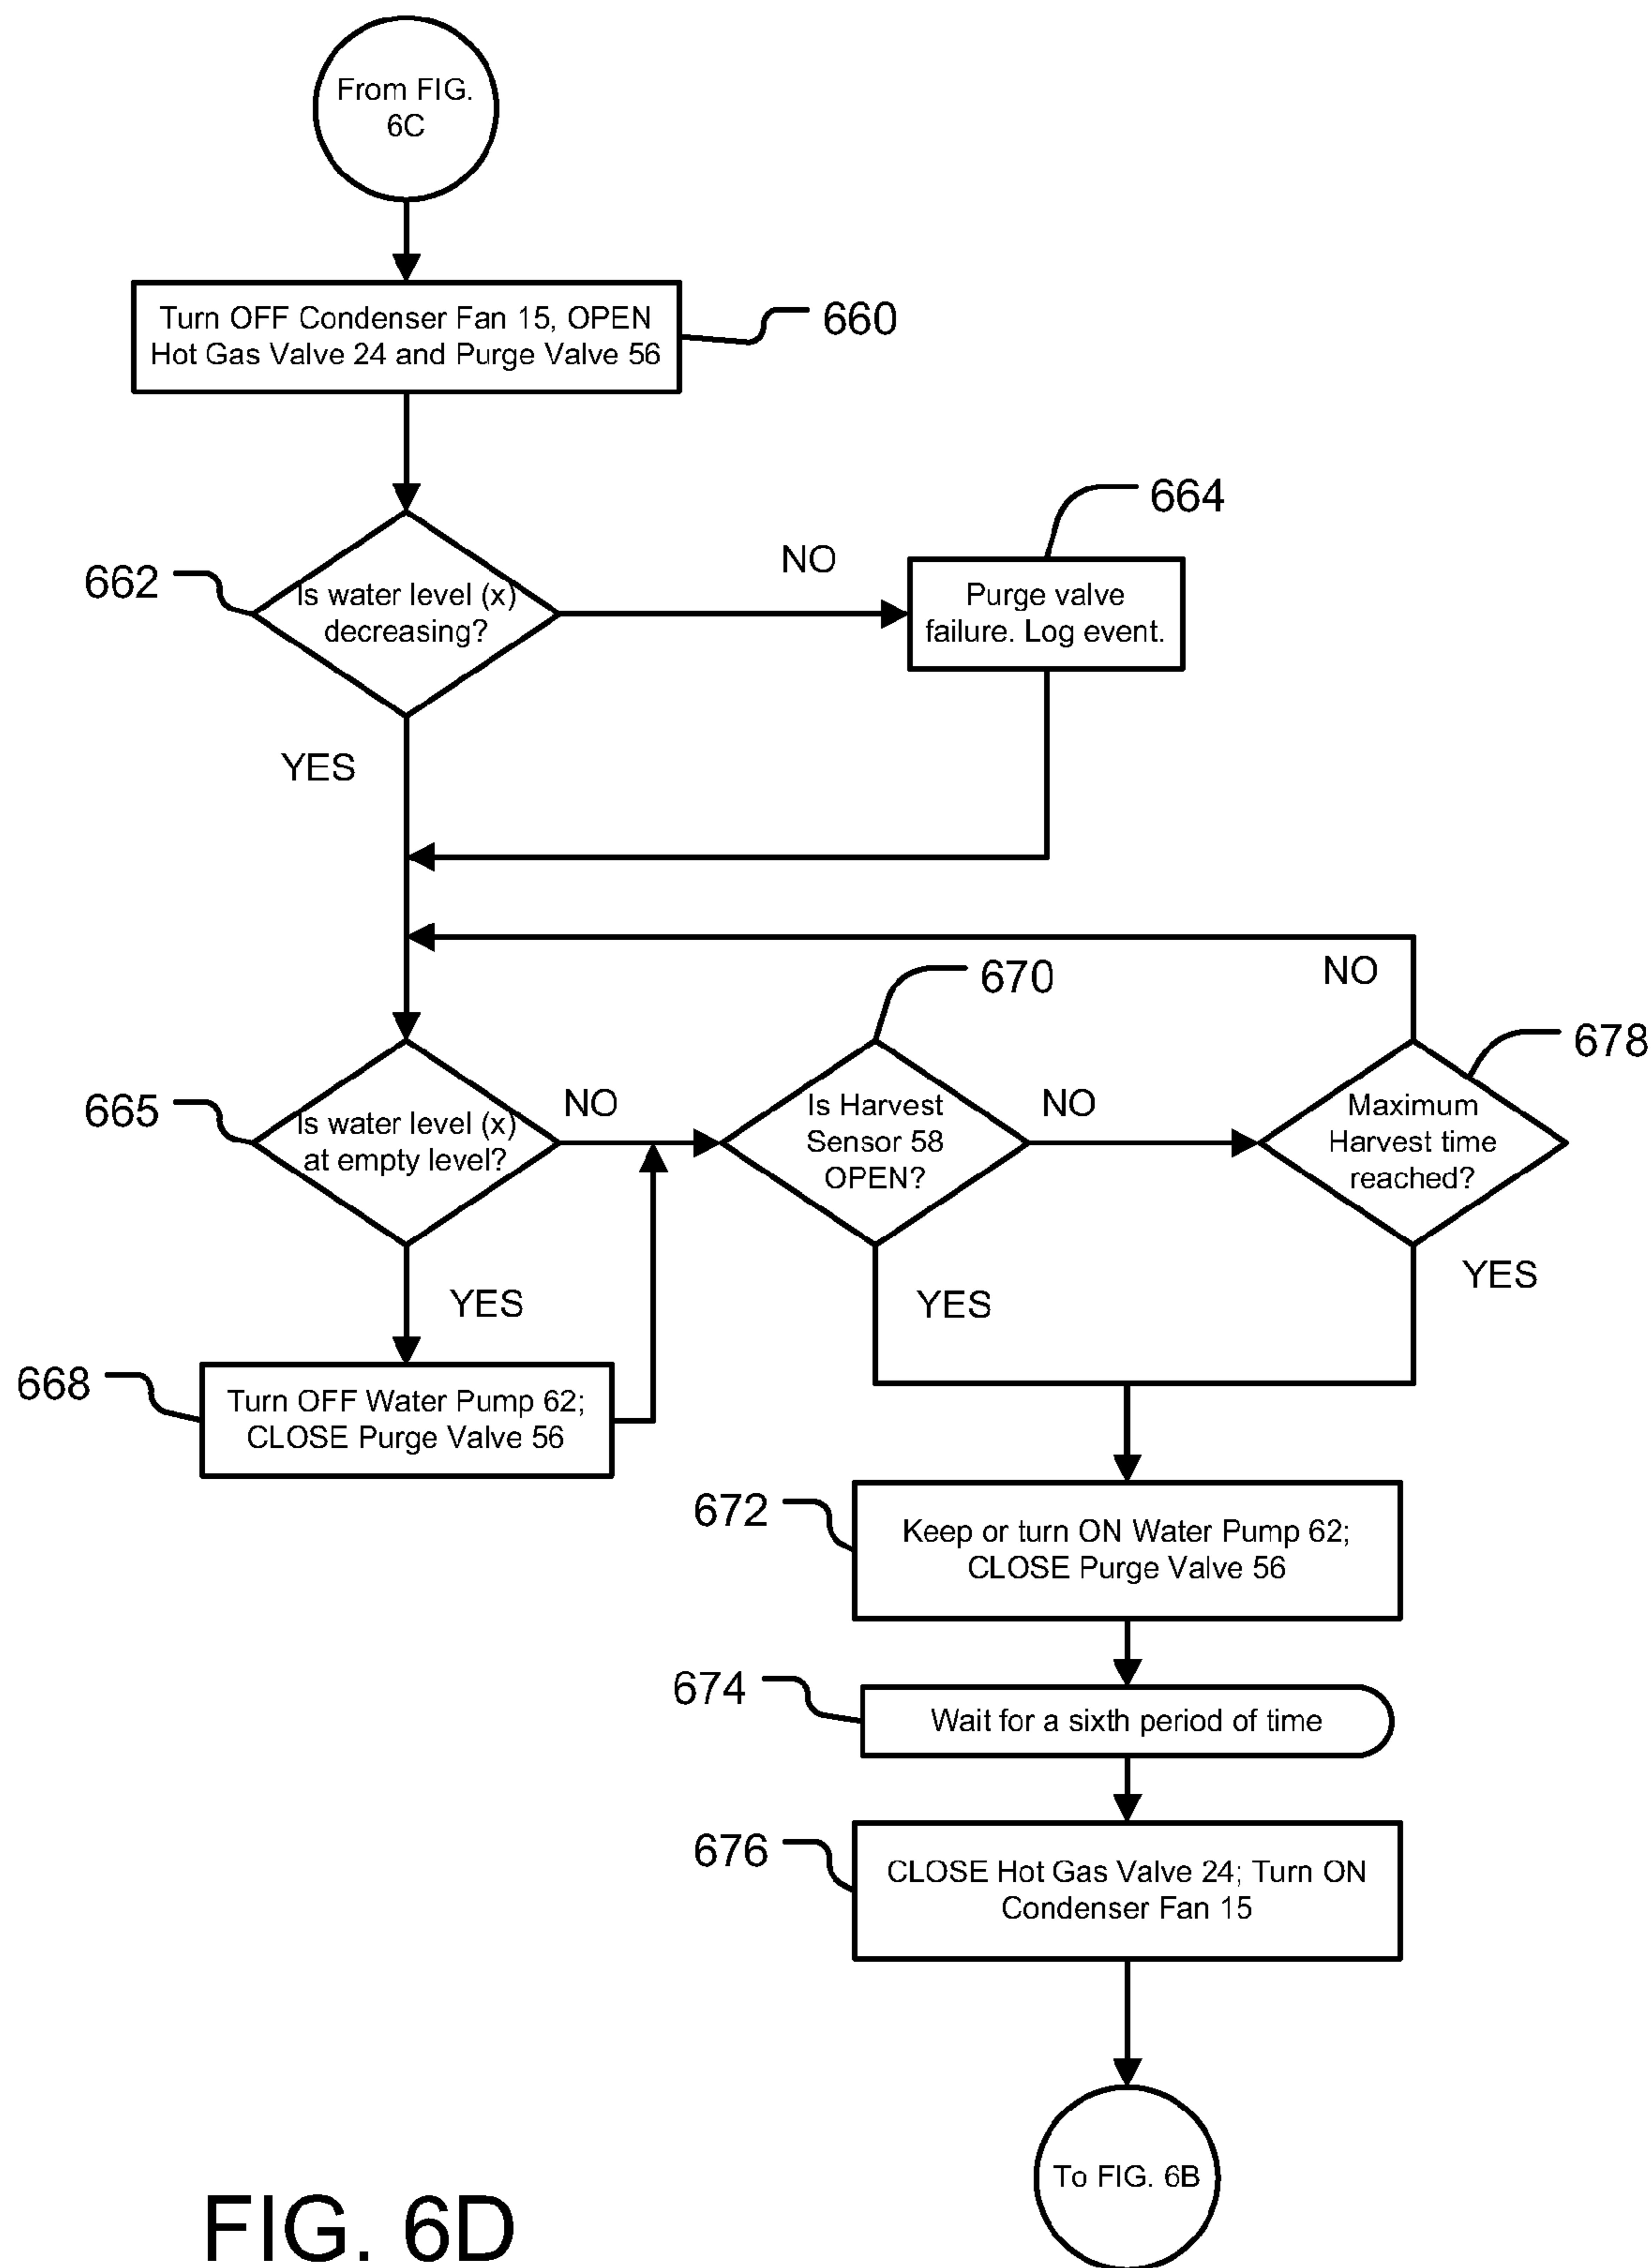 From FIG.
6C
Turn OFF Condenser Fan 15, OPEN
Hot Gas Valve 24 and Purge Valve 56
660
662
Is water level (x)
decreasing?
NO
664
Purge valve
failure. Log event.
YES
665
Is water level (x)
at empty level?
NO
670
Is Harvest
Sensor 58
OPEN?
NO
678
Maximum
Harvest time
reached?
NO
YES
YES
YES
668
Turn OFF Water Pump 62;
CLOSE Purge Valve 56
672
Keep or turn ON Water Pump 62;
CLOSE Purge Valve 56
674
Wait for a sixth period of time
676
CLOSE Hot Gas Valve 24; Turn ON
Condenser Fan 15
To FIG. 6B
FIG. 6D